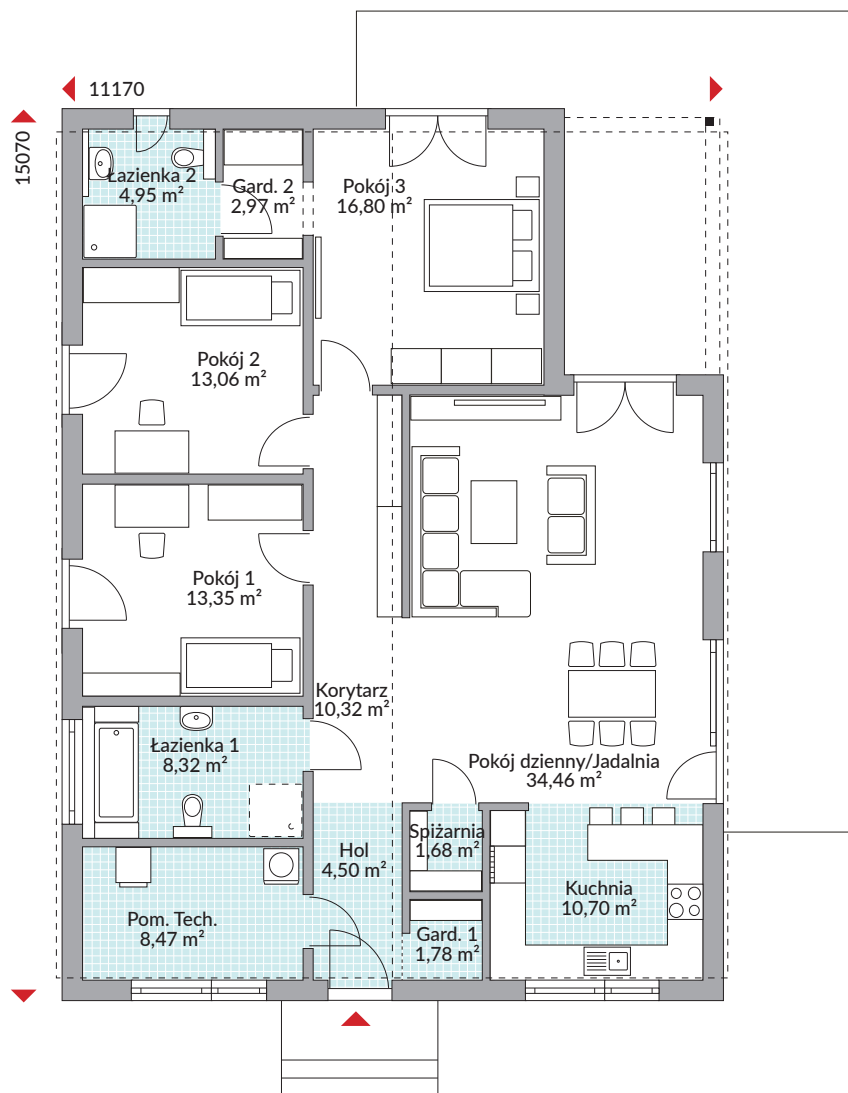 11170
15070
Łazienka 2
4,95 m²
Gard. 2
2,97 m²
Pokój 3
16,80 m²
Pokój 2
13,06 m²
Pokój 1
13,35 m²
Korytarz
10,32 m²
Łazienka 1
8,32 m²
Pokój dzienny/Jadalnia
34,46 m²
Hol
4,50 m²
Spiżarnia
1,68 m²
Kuchnia
10,70 m²
Pom. Tech.
8,47 m²
Gard. 1
1,78 m²